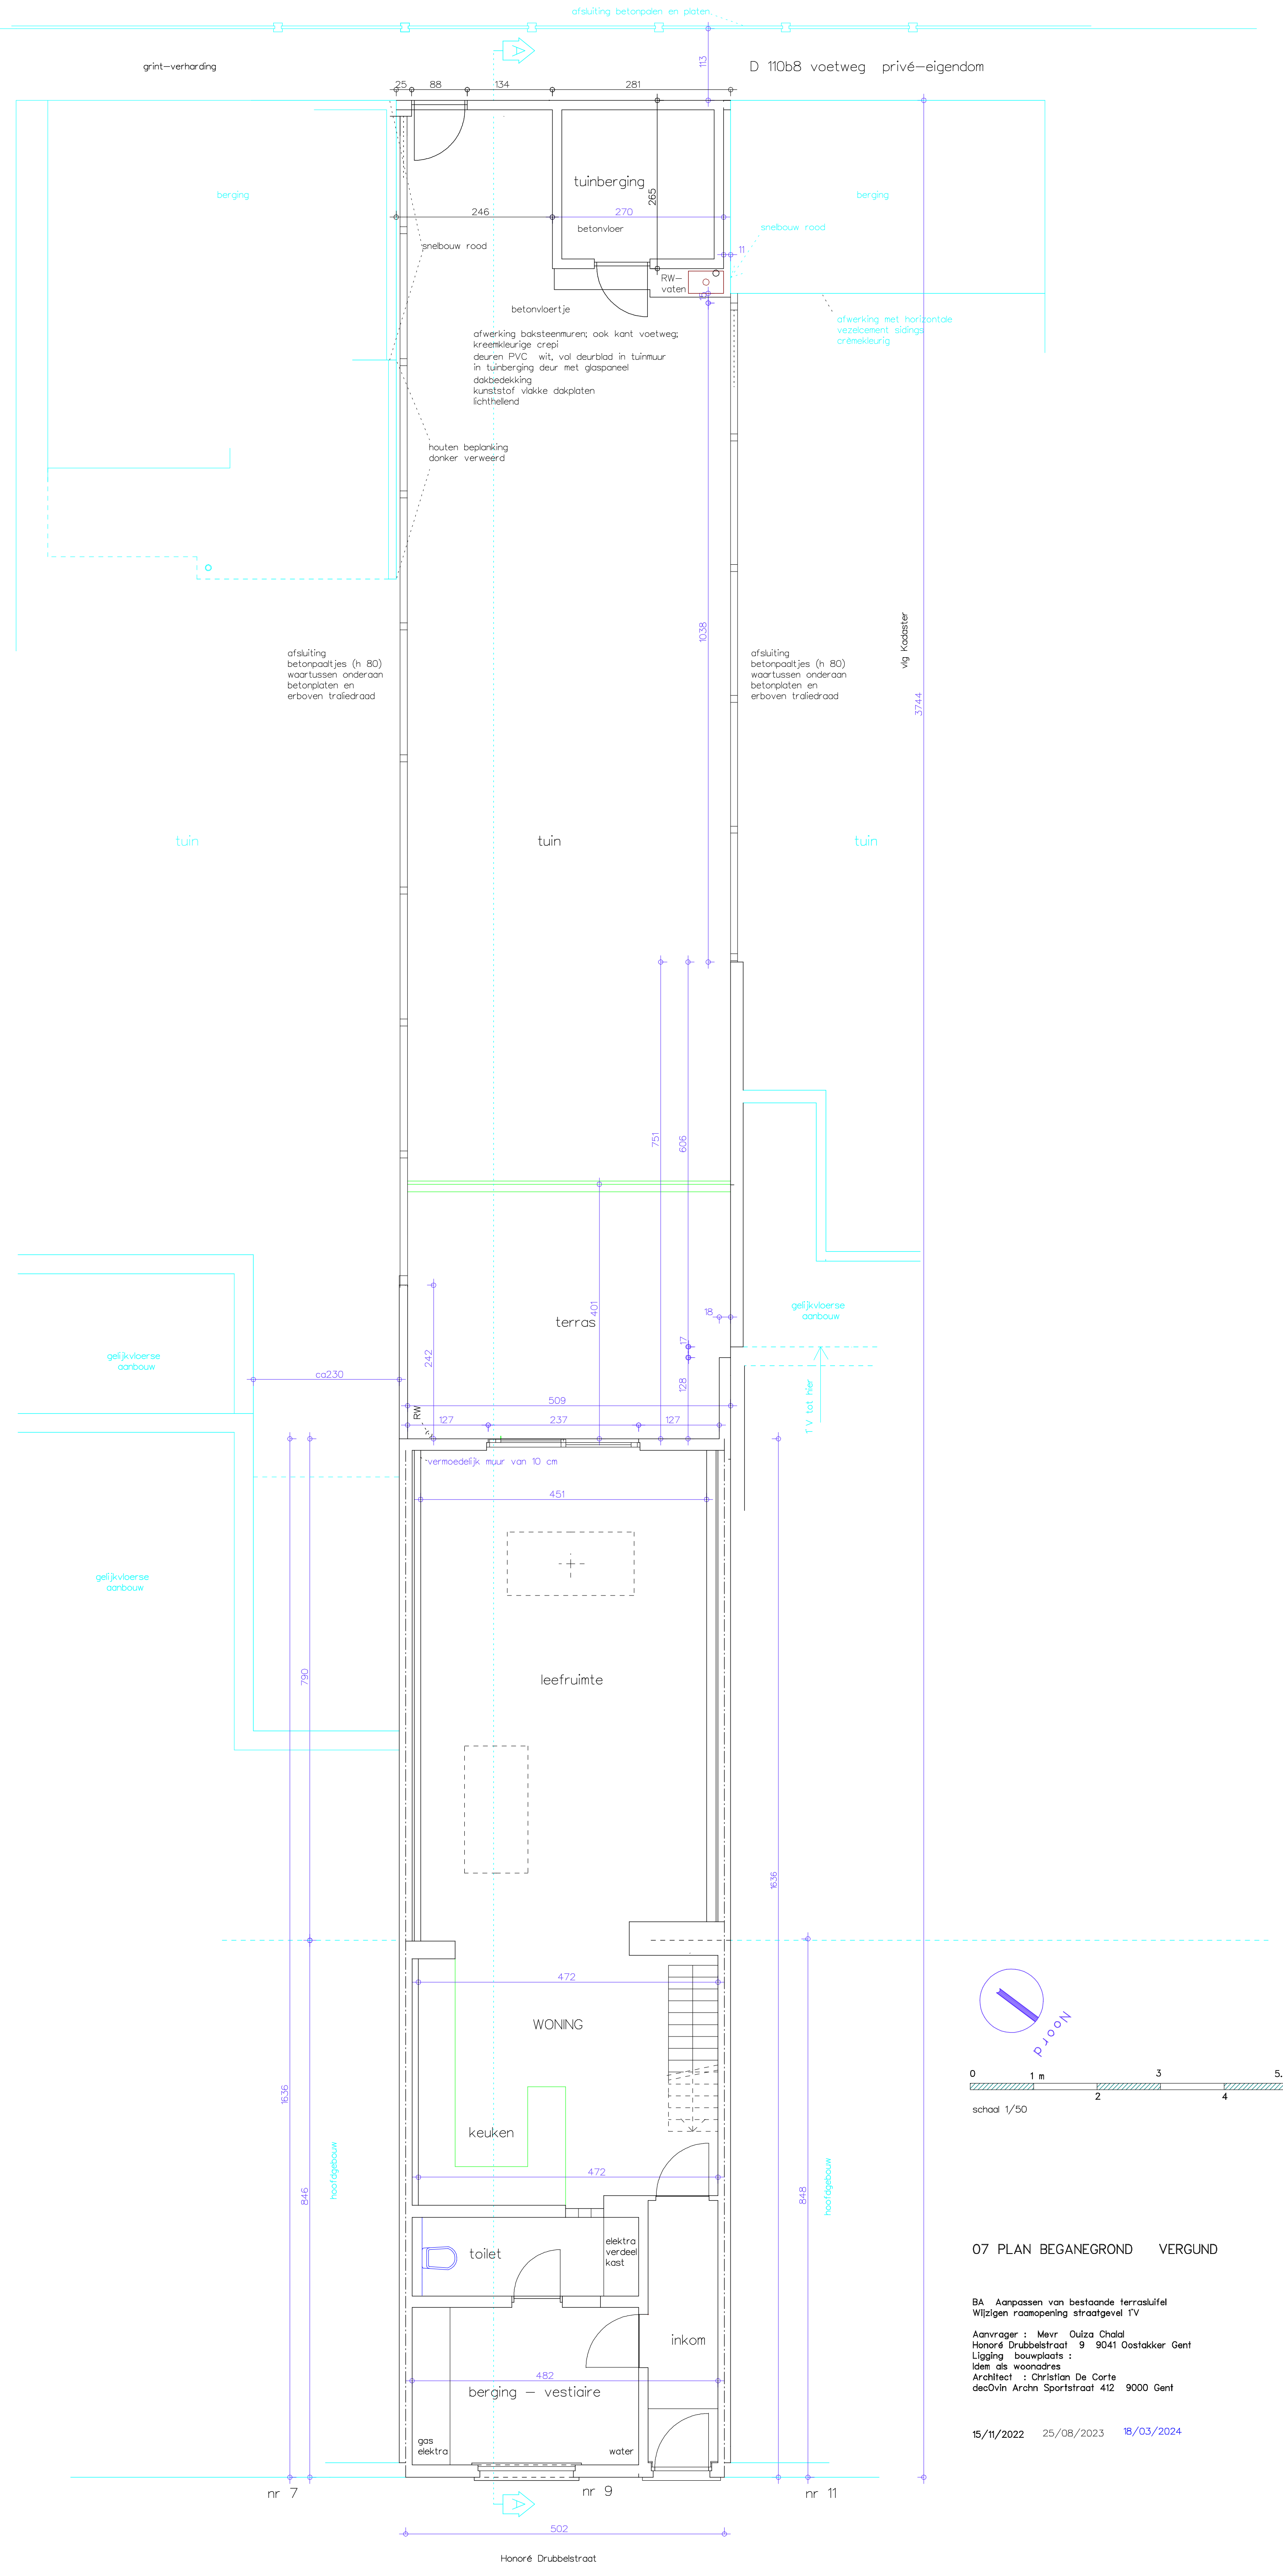 afsluiting betonpalen en platen.
A
grint-verharding
113
D 110b8 voetweg privé-eigendom
25 88 134 281
tuinberging
265
berging
berging
246
270
betonvloer
snelbouw rood
snelbouw rood
11
RW-
vaten
15
betonvloertje
afwerking met horizontale
vezelcement sidings
crèmekleurig
afwerking baksteenmuren; ook kant voetweg;
kreemkleurige crepi
deuren PVC wit, vol deurblad in tuinmuur
in tuinberging deur met glaspaneel
dakbedekking
kunststof vlakke dakplaten
lichthellend
houten beplanking
donker verweerd
1038
vlg Kadaster
3744
afsluiting
betonpaaltjes (h 80)
waartussen onderaan
betonplaten en
erboven traliedraad
afsluiting
betonpaaltjes (h 80)
waartussen onderaan
betonplaten en
erboven traliedraad
tuin
tuin
tuin
751
606
401
18
gelijkvloerse
aanbouw
terras
17
gelijkvloerse
aanbouw
242
ca230
128
1 V tot hier
509
RW
127 237 127
vermoedelijk muur van 10 cm
451
gelijkvloerse
aanbouw
790
leefruimte
1636
472
WONING
Noord
0 1 m 3 5.
2 4
schaal 1/50
1636
keuken
hoofdgebouw
846
472
848
hoofdgebouw
toilet
elektra
verdeel
kast
07 PLAN BEGANEGROND VERGUND
inkom
BA Aanpassen van bestaande terrasluifel
Wijzigen raamopening straatgevel 1°V
Aanvrager : Mevr Ouiza Chalal
Honoré Drubbelstraat 9 9041 Oostakker Gent
Ligging bouwplaats :
Idem als woonadres
Architect : Christian De Corte
decOvin Archn Sportstraat 412 9000 Gent
482
berging - vestiaire
gas
elektra
water
15/11/2022 25/08/2023 18/03/2024
nr 7
nr 9
nr 11
A
502
Honoré Drubbelstraat